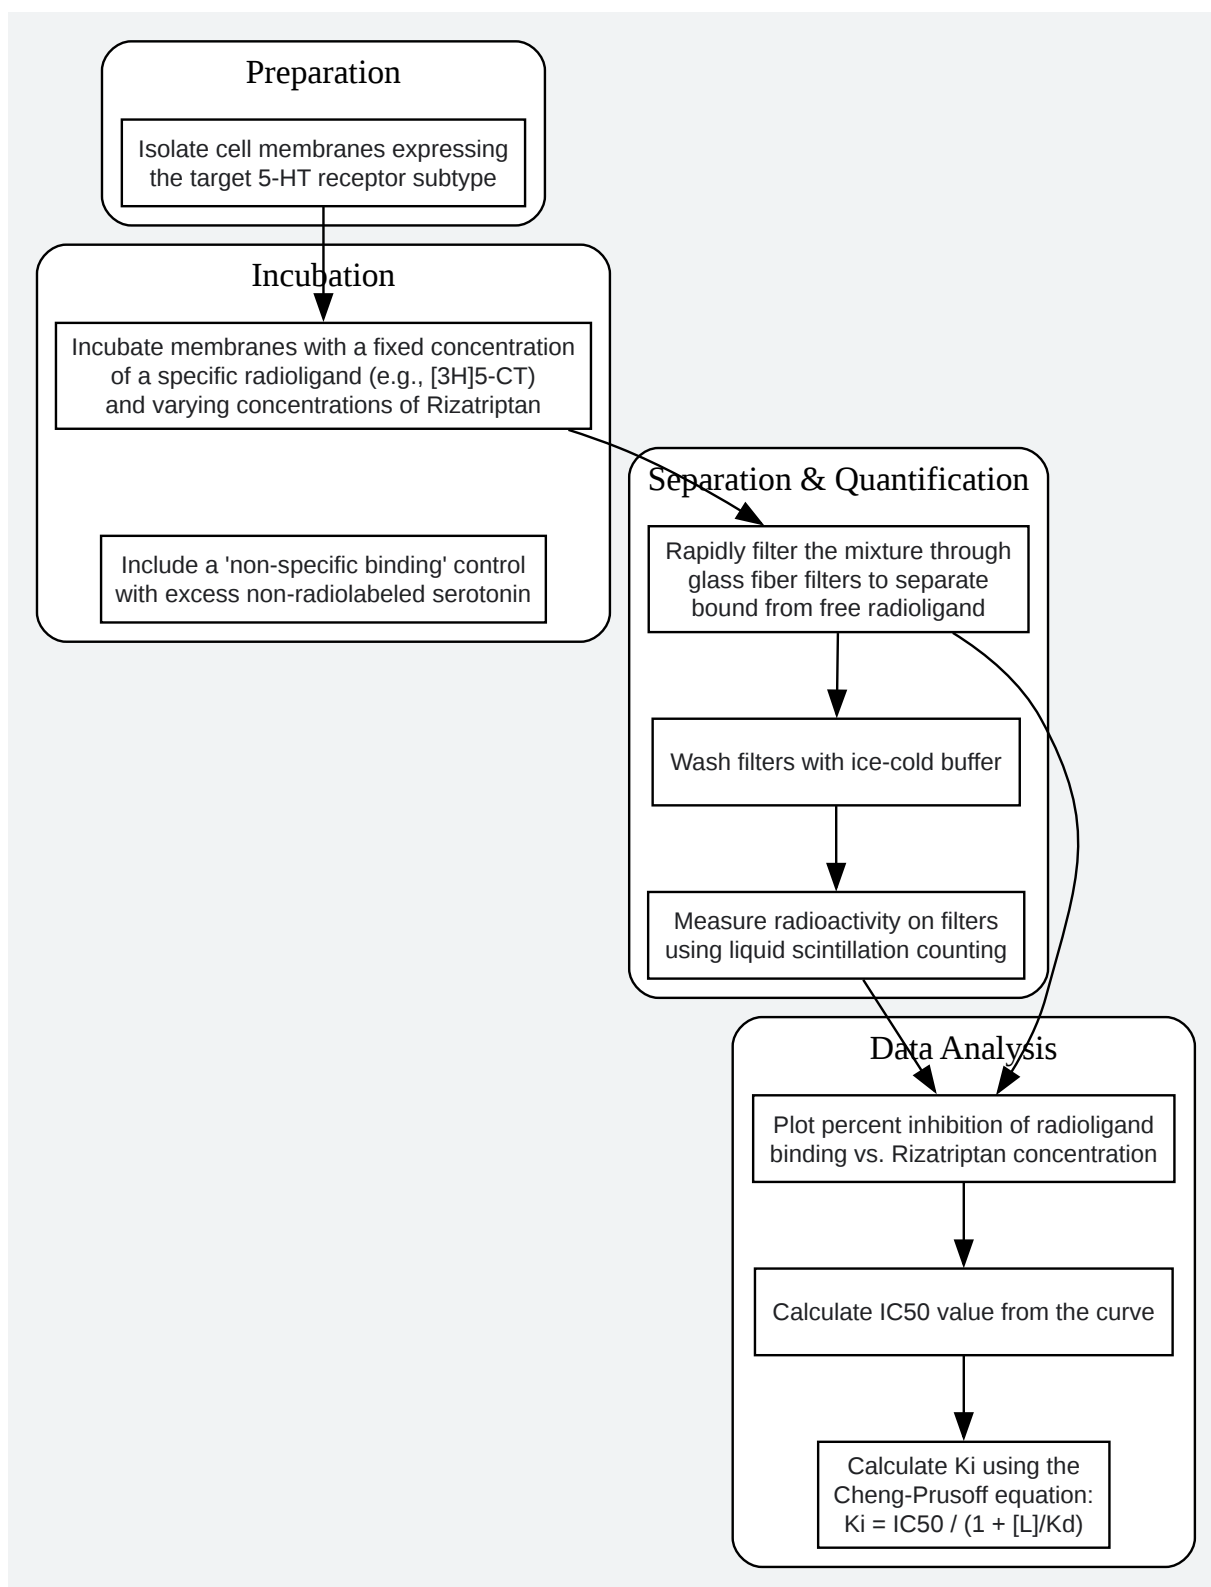 Preparation
Isolate cell membranes expressing
the target 5-HT receptor subtype
Incubation
Incubate membranes with a fixed concentration
of a specific radioligand (e.g., [3H]5-CT)
and varying concentrations of Rizatriptan
Include a 'non-specific binding' control
with excess non-radiolabeled serotonin
Separation & Quantification
Rapidly filter the mixture through
glass fiber filters to separate
bound from free radioligand
Wash filters with ice-cold buffer
Measure radioactivity on filters
using liquid scintillation counting
Data Analysis
Plot percent inhibition of radioligand
binding vs. Rizatriptan concentration
Calculate IC50 value from the curve
Calculate Ki using the
Cheng-Prusoff equation:
Ki = IC50 / (1 + [L]/Kd)